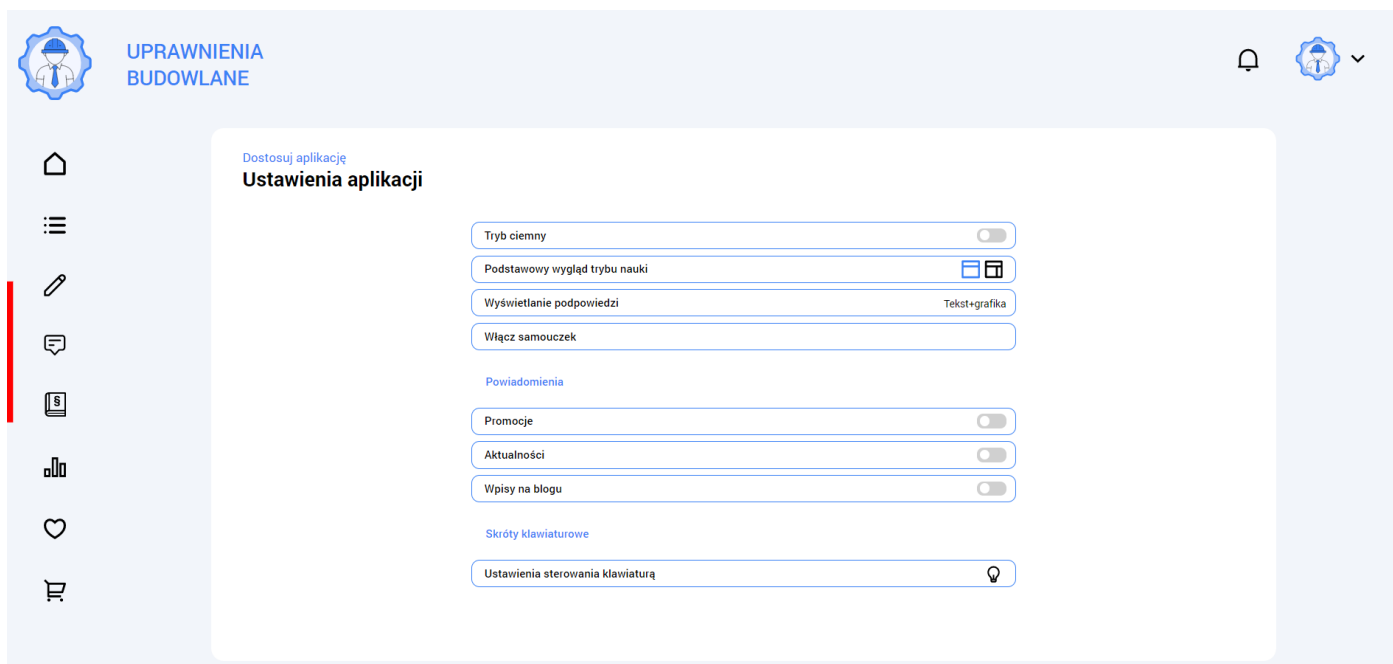 UPRAWNIENIA
BUDOWLANE
Dostosuj aplikację
Ustawienia aplikacji
Tryb ciemny
Podstawowy wygląd trybu nauki
Wyświetlanie podpowiedzi Tekst+grafika
Włącz samouczek
Powiadomienia
Promocje
Aktualności
Wpisy na blogu
Skróty klawiaturowe
Ustawienia sterowania klawiaturą
§